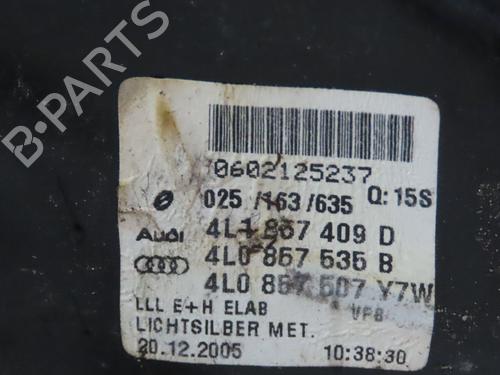 B-PARTS
0602125237
025 /163/635 Q:15S
Audi 4L1 857 409 D
4L0 857 535 B
4L0 857 507 Y7W
LLL E+H ELAB VP8
LICHTSILBER MET.
20.12.2005 10:38:30